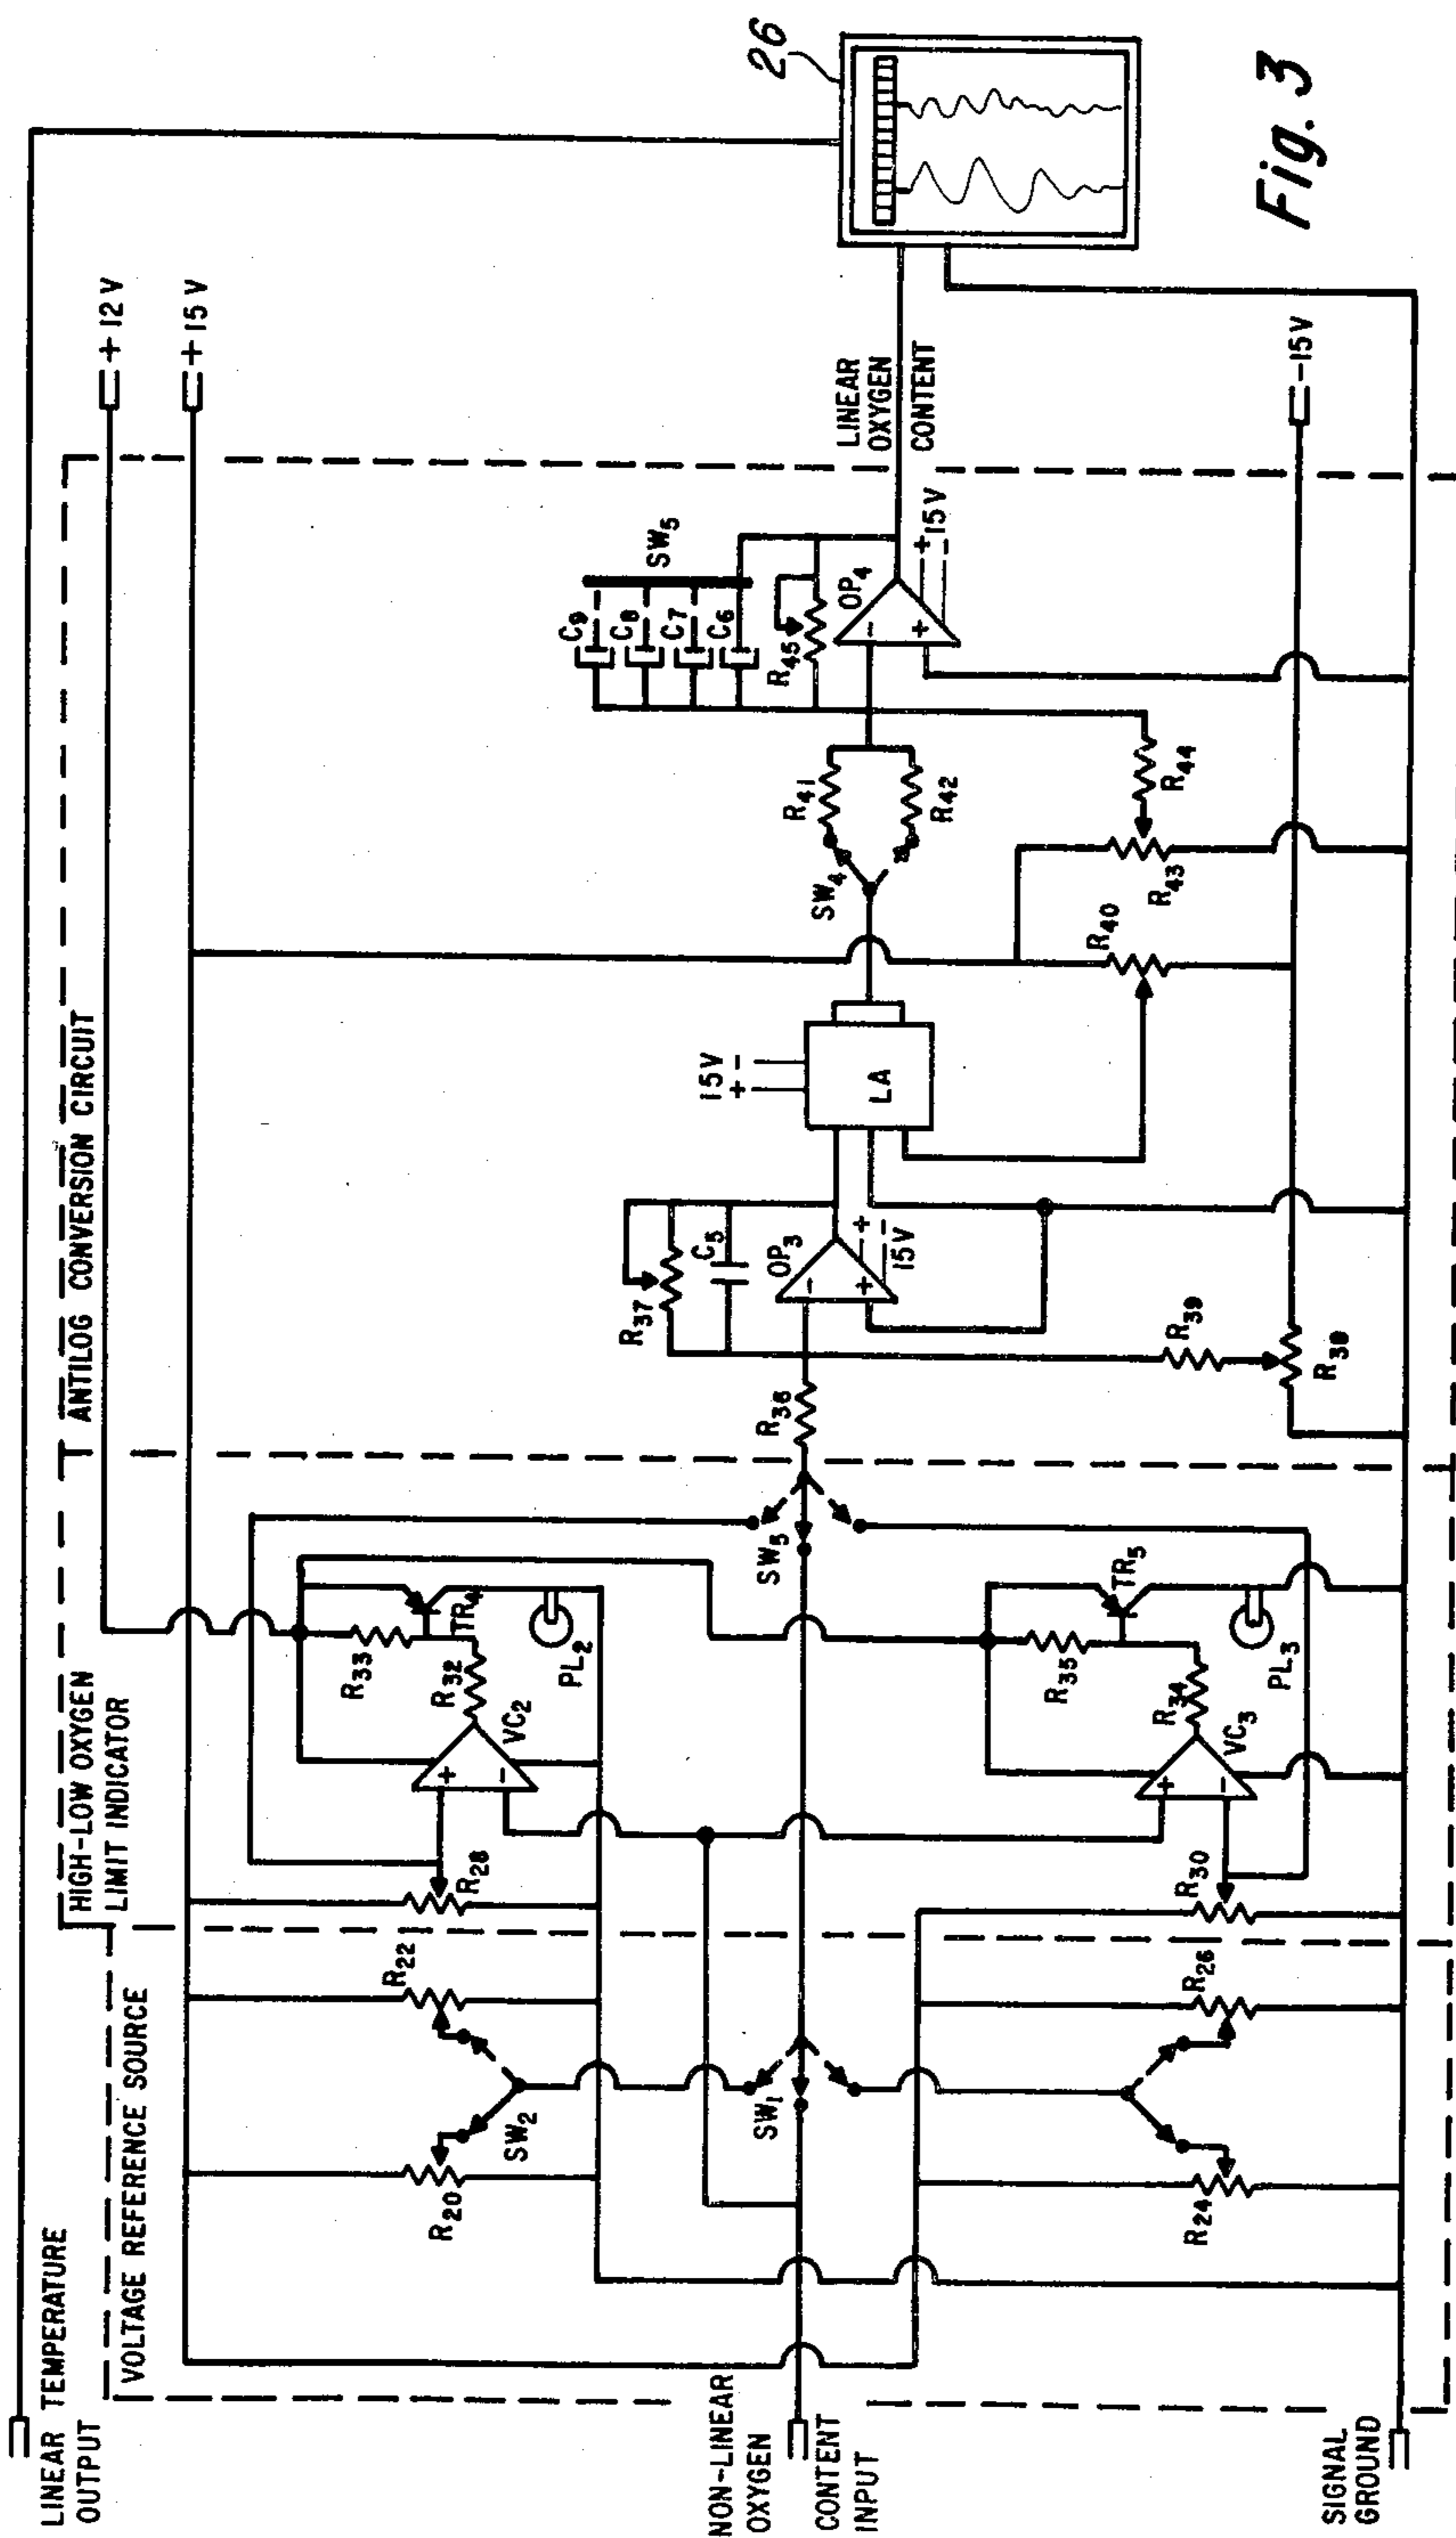 LINEAR TEMPERATURE
OUTPUT
VOLTAGE REFERENCE SOURCE
HIGH-LOW OXYGEN
LIMIT INDICATOR
ANTILOG CONVERSION CIRCUIT
+12V
+15V
R20
SW2
R22
R28
VC2
+
−
R32
R33
TR4
PL2
NON-LINEAR
OXYGEN
CONTENT
INPUT
SW1
SW5
R36
R37
C5
OP3
−
+
+
−
15V
LA
15V
+ −
SW4
R41
R42
C9
C8
C7
C6
SW5
R45
OP4
−
+
+
−
15V
LINEAR
OXYGEN
CONTENT
26
R24
R26
R30
VC3
+
−
R34
R35
TR5
PL3
R39
R38
R40
R43
R44
−15V
SIGNAL
GROUND
Fig. 3